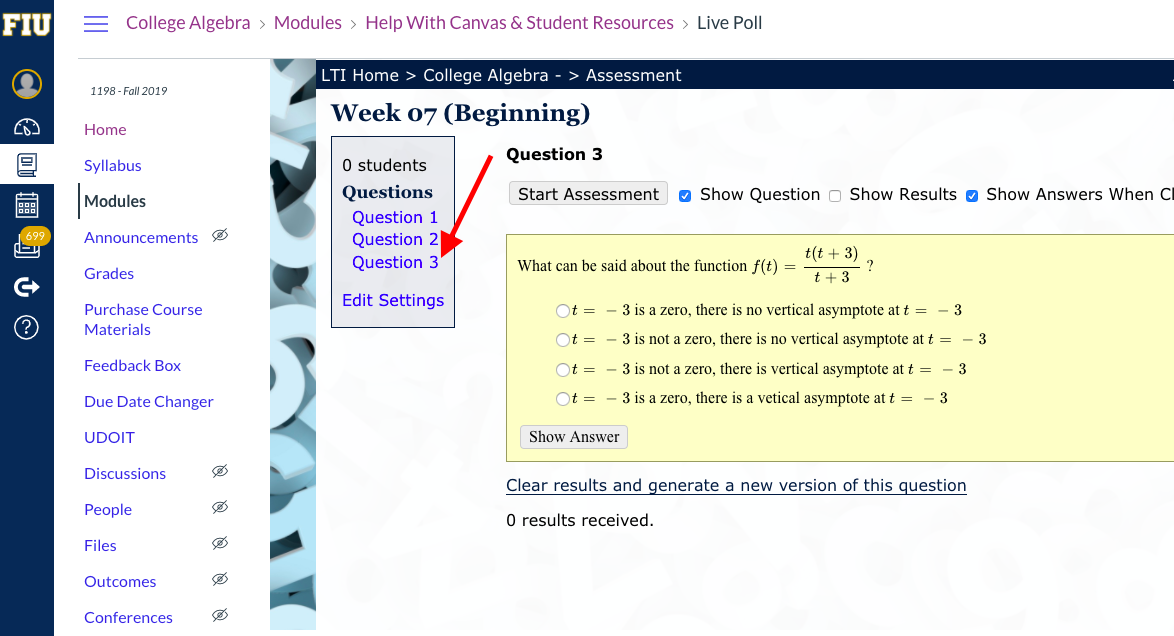 FIU
College Algebra > Modules > Help With Canvas & Student Resources > Live Poll
1198 - Fall 2019
Home
Syllabus
Modules
Announcements
Grades
Purchase Course
Materials
Feedback Box
Due Date Changer
UDOIT
Discussions
People
Files
Outcomes
Conferences
699
LTI Home > College Algebra - > Assessment
Week 07 (Beginning)
0 students
Questions
Question 1
Question 2
Question 3
Edit Settings
Question 3
Start Assessment Show Question Show Results Show Answers When Cl
What can be said about the function f(t) = t(t + 3) / t + 3 ?
t = − 3 is a zero, there is no vertical asymptote at t = − 3
t = − 3 is not a zero, there is no vertical asymptote at t = − 3
t = − 3 is not a zero, there is vertical asymptote at t = − 3
t = − 3 is a zero, there is a vetical asymptote at t = − 3
Show Answer
Clear results and generate a new version of this question
0 results received.